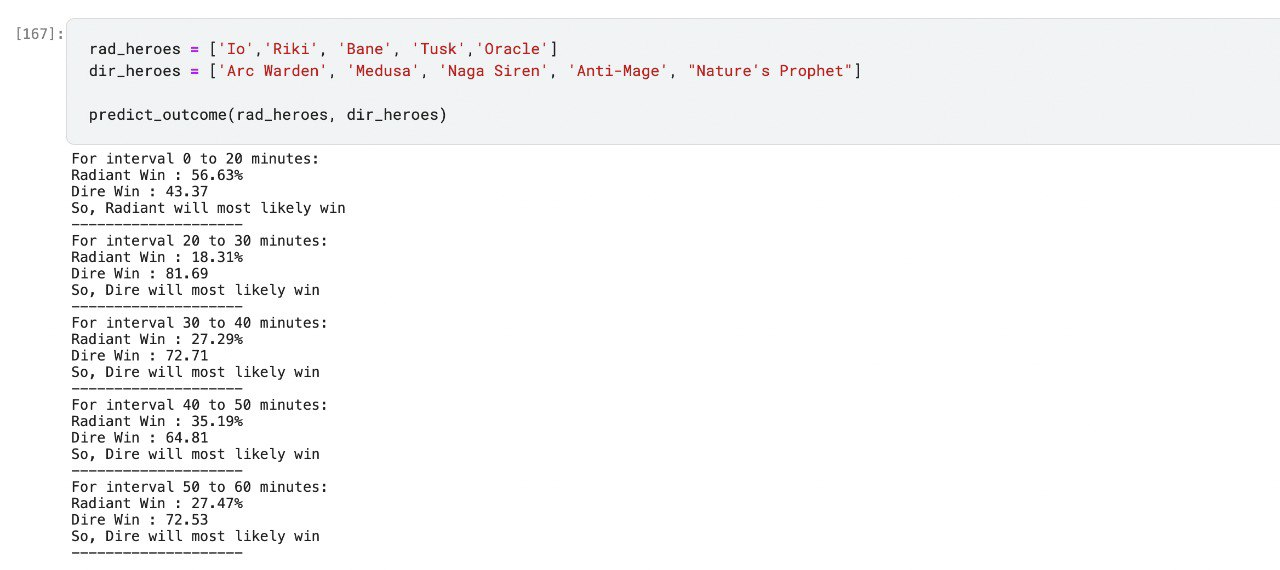 [167]:
rad_heroes = ['Io','Riki', 'Bane', 'Tusk','Oracle']
dir_heroes = ['Arc Warden', 'Medusa', 'Naga Siren', 'Anti-Mage', "Nature's Prophet"]
predict_outcome(rad_heroes, dir_heroes)
For interval 0 to 20 minutes:
Radiant Win : 56.63%
Dire Win : 43.37
So, Radiant will most likely win
--------------------
For interval 20 to 30 minutes:
Radiant Win : 18.31%
Dire Win : 81.69
So, Dire will most likely win
--------------------
For interval 30 to 40 minutes:
Radiant Win : 27.29%
Dire Win : 72.71
So, Dire will most likely win
--------------------
For interval 40 to 50 minutes:
Radiant Win : 35.19%
Dire Win : 64.81
So, Dire will most likely win
--------------------
For interval 50 to 60 minutes:
Radiant Win : 27.47%
Dire Win : 72.53
So, Dire will most likely win
--------------------